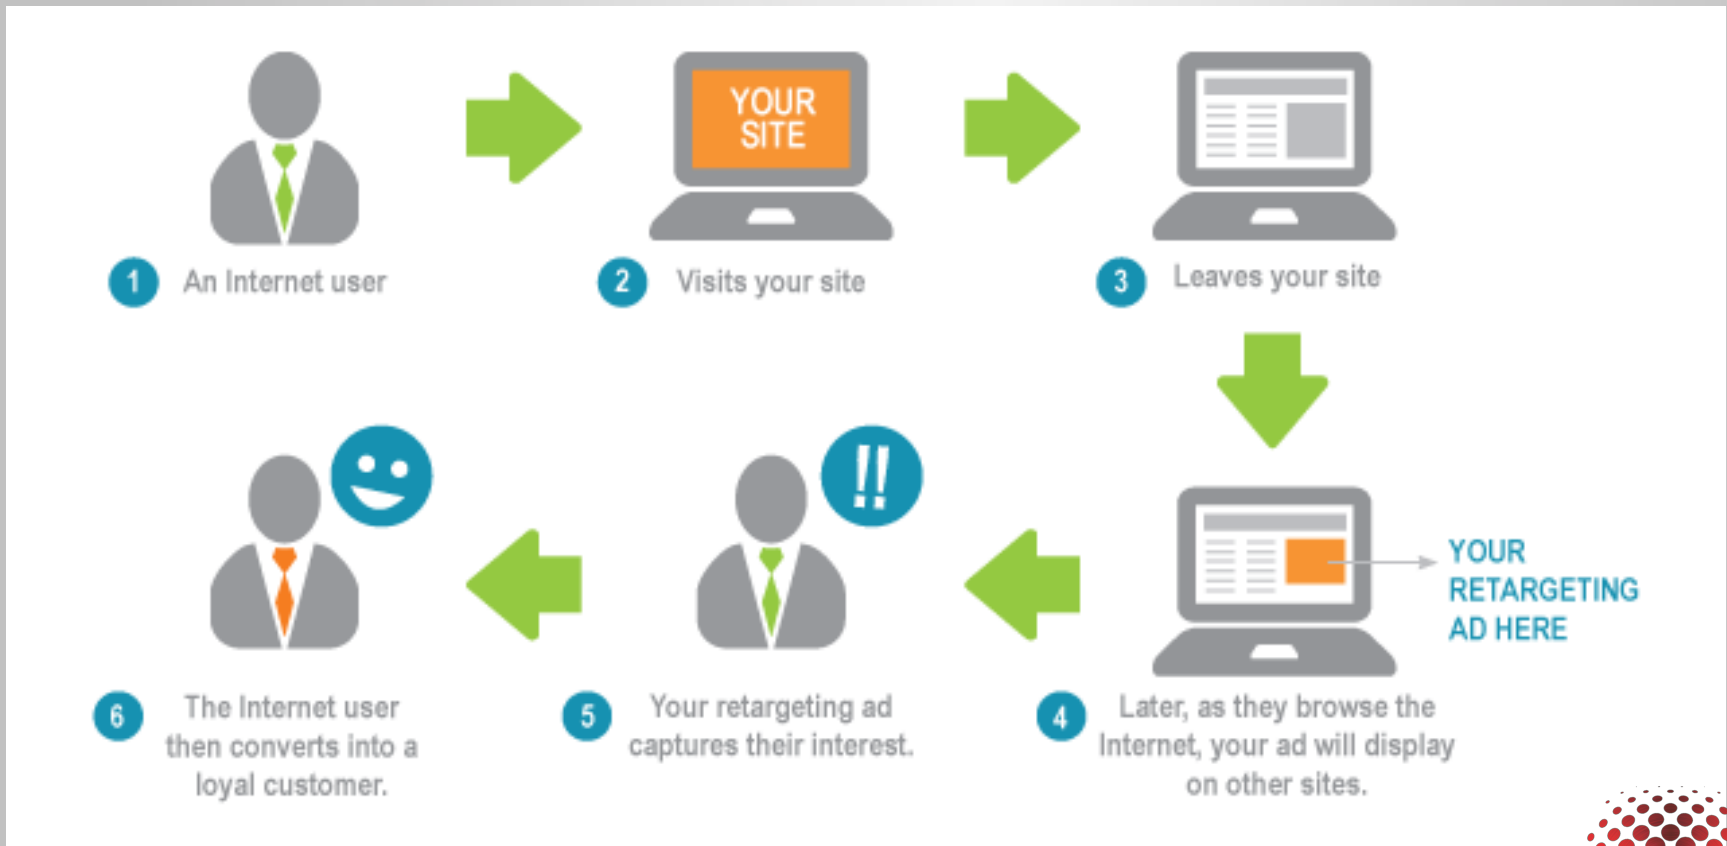 YOUR
SITE
1 An Internet user
2 Visits your site
3 Leaves your site
YOUR
RETARGETING
AD HERE
4 Later, as they browse the
Internet, your ad will display
on other sites.
!!
5 Your retargeting ad
captures their interest.
6 The Internet user
then converts into a
loyal customer.